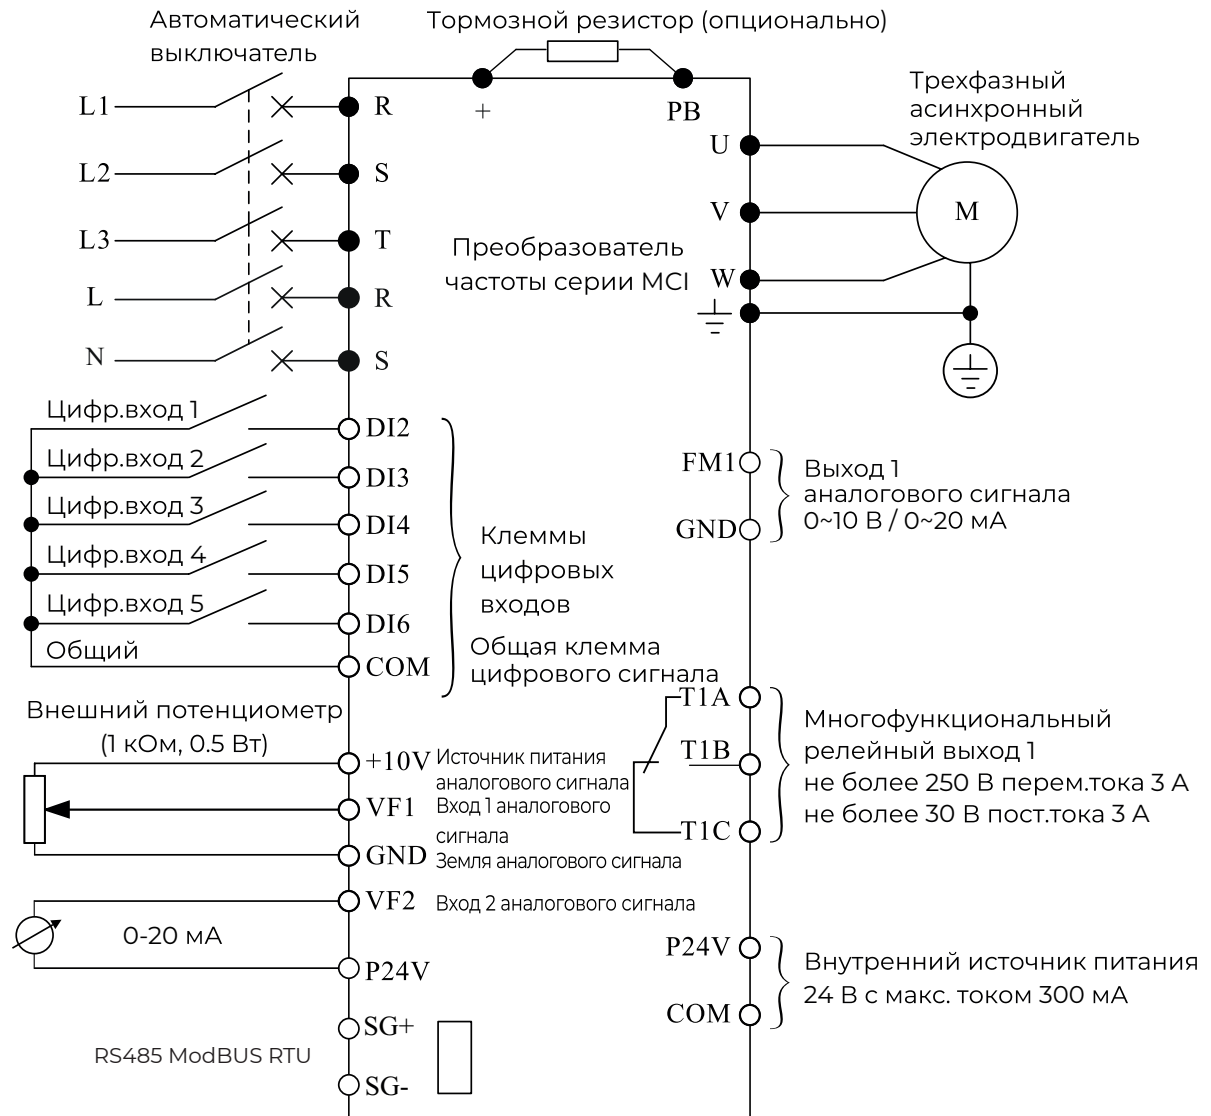 Автоматический
выключатель
Тормозной резистор (опционально)
L1
R
+
PB
L2
S
L3
T
L
R
N
S
Трехфазный
асинхронный
электродвигатель
U
V
W
M
Преобразователь
частоты серии MCI
Цифр.вход 1
DI2
Цифр.вход 2
DI3
Цифр.вход 3
DI4
Цифр.вход 4
DI5
Цифр.вход 5
DI6
Общий
COM
Клеммы
цифровых
входов
Общая клемма
цифрового сигнала
FM1
GND
Выход 1
аналогового сигнала
0~10 В / 0~20 мА
Внешний потенциометр
(1 кОм, 0.5 Вт)
+10V
Источник питания
аналогового сигнала
VF1
Вход 1 аналогового
сигнала
GND
Земля аналогового сигнала
VF2
Вход 2 аналогового сигнала
0-20 мА
P24V
T1A
T1B
T1C
Многофункциональный
релейный выход 1
не более 250 В перем.тока 3 А
не более 30 В пост.тока 3 А
P24V
COM
Внутренний источник питания
24 В с макс. током 300 мА
RS485 ModBUS RTU
SG+
SG-